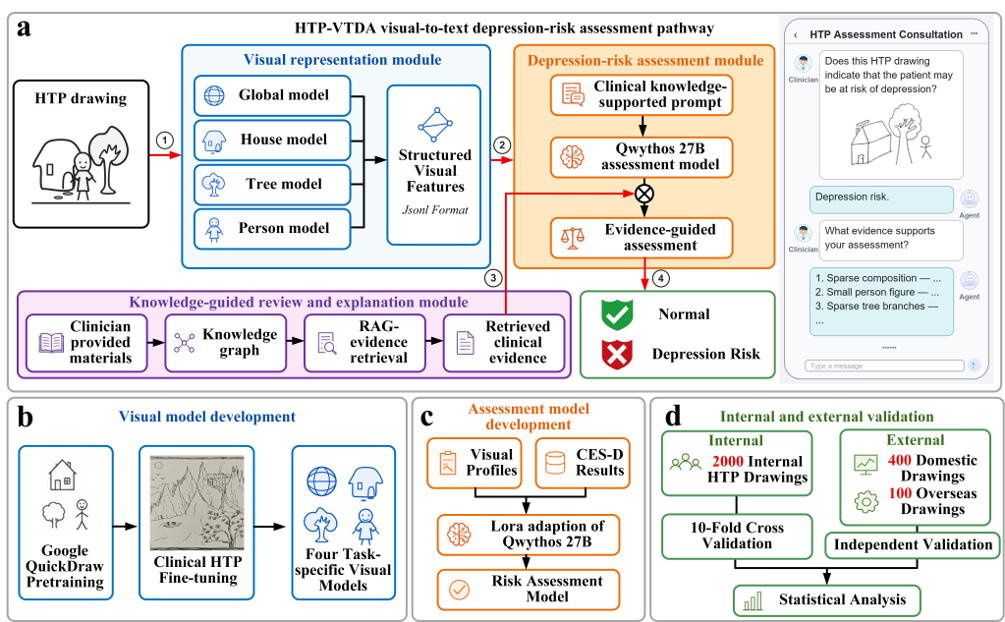 a
HTP-VTDA visual-to-text depression-risk assessment pathway
HTP drawing
1
Visual representation module
Global model
House model
Tree model
Person model
Structured
Visual
Features
Jsonl Format
2
Depression-risk assessment module
Clinical knowledge-
supported prompt
Qwythos 27B
assessment model
Evidence-guided
assessment
3
4
Knowledge-guided review and explanation module
Clinician
provided
materials
Knowledge
graph
RAG-
evidence
retrieval
Retrieved
clinical
evidence
Normal
Depression Risk
‹ HTP Assessment Consultation ···
Clinician
Does this HTP drawing
indicate that the patient may
be at risk of depression?
Depression risk.
Agent
Clinician
What evidence supports
your assessment?
1. Sparse composition — ...
2. Small person figure — ...
3. Sparse tree branches —
...
Agent
......
Type a message
↑
b
Visual model development
Google
QuickDraw
Pretraining
Clinical HTP
Fine-tuning
Four Task-
specific Visual
Models
c
Assessment model
development
Visual
Profiles
CES-D
Results
Lora adaption of
Qwythos 27B
Risk Assessment
Model
d
Internal and external validation
Internal
2000 Internal
HTP Drawings
10-Fold Cross
Validation
External
400 Domestic
Drawings
100 Overseas
Drawings
Independent Validation
Statistical Analysis